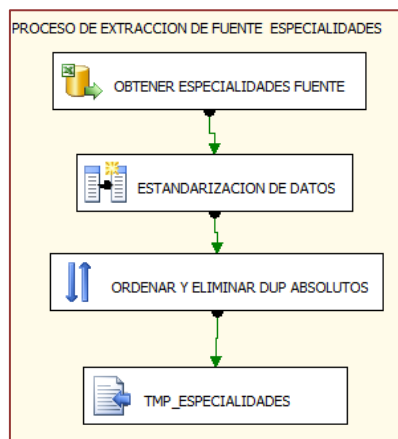 PROCESO DE EXTRACCION DE FUENTE ESPECIALIDADES
OBTENER ESPECIALIDADES FUENTE
ESTANDARIZACION DE DATOS
ORDENAR Y ELIMINAR DUP ABSOLUTOS
TMP_ESPECIALIDADES